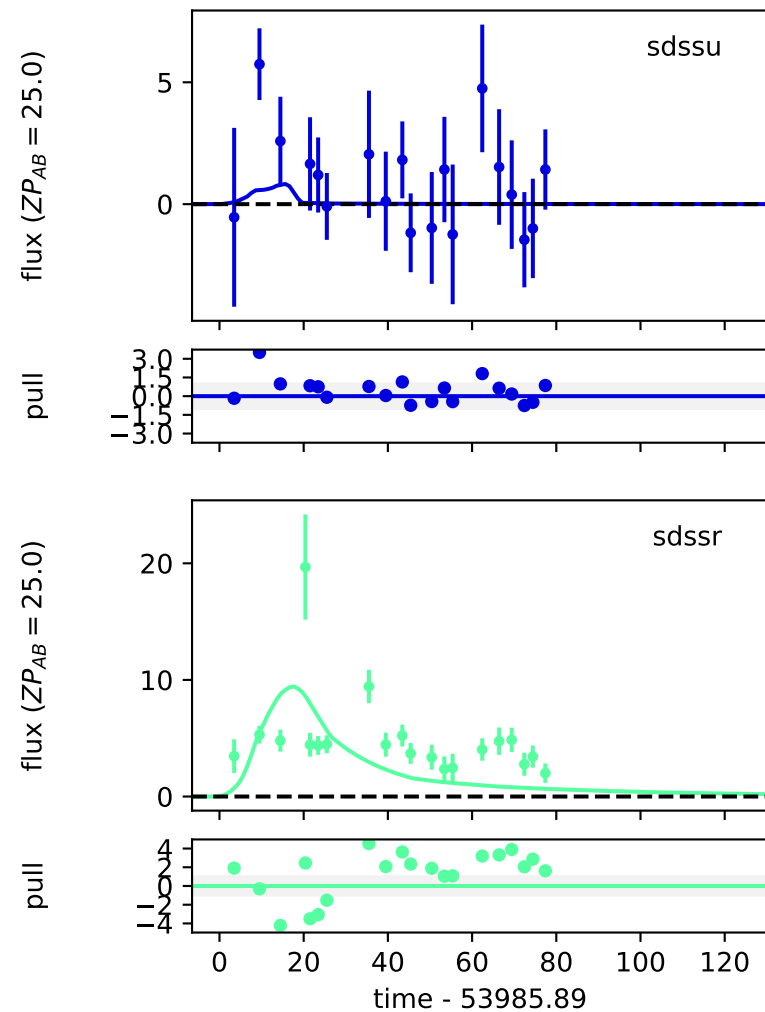 sdssu
flux (ZP_AB = 25.0)
5
0
pull
3.0
1.5
0.0
−1.5
−3.0
sdssr
flux (ZP_AB = 25.0)
20
10
0
pull
4
2
0
−2
−4
0 20 40 60 80 100 120
time - 53985.89